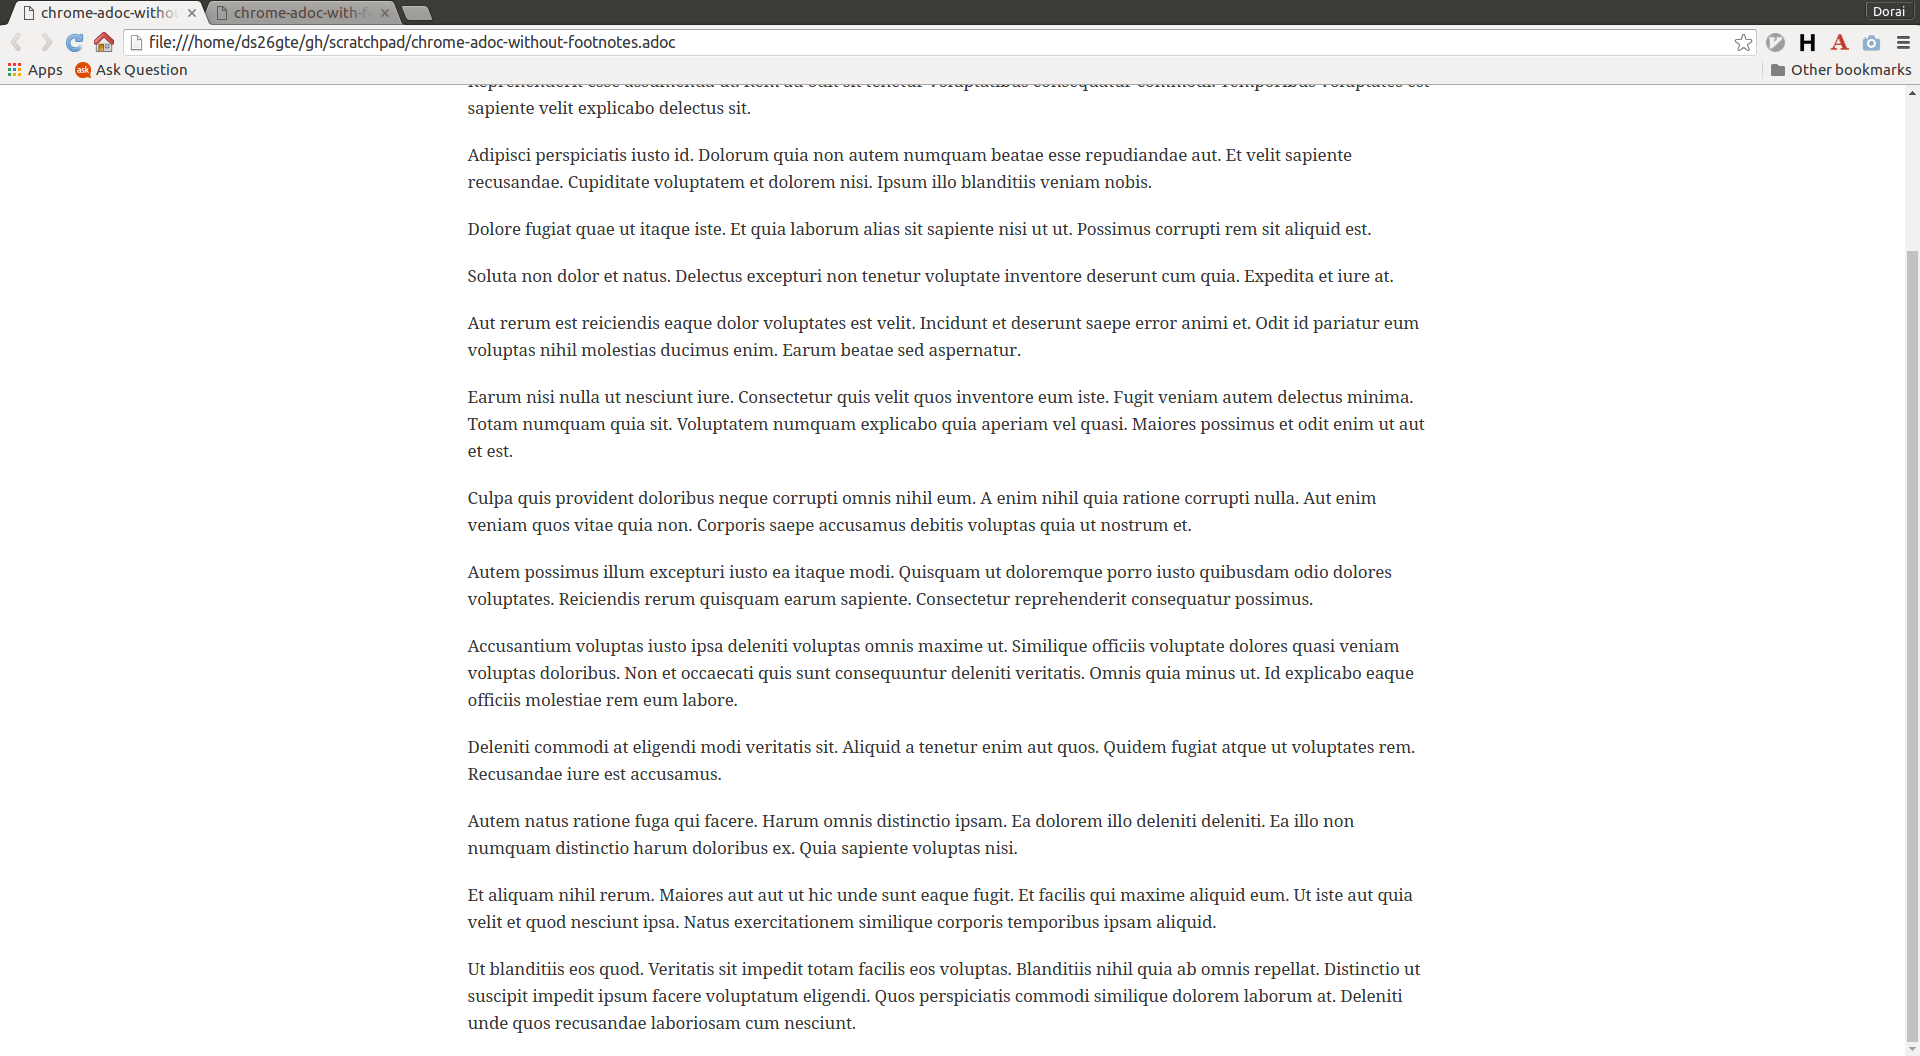 chrome-adoc-withou
chrome-adoc-with-f
Dorai
file:///home/ds26gte/gh/scratchpad/chrome-adoc-without-footnotes.adoc
Apps
ask
Ask Question
Other bookmarks
Reprehenderit esse assumenda ut. Rem ad odit sit tenetur voluptatibus consequatur commodi. Temporibus voluptates est
sapiente velit explicabo delectus sit.
Adipisci perspiciatis iusto id. Dolorum quia non autem numquam beatae esse repudiandae aut. Et velit sapiente
recusandae. Cupiditate voluptatem et dolorem nisi. Ipsum illo blanditiis veniam nobis.
Dolore fugiat quae ut itaque iste. Et quia laborum alias sit sapiente nisi ut ut. Possimus corrupti rem sit aliquid est.
Soluta non dolor et natus. Delectus excepturi non tenetur voluptate inventore deserunt cum quia. Expedita et iure at.
Aut rerum est reiciendis eaque dolor voluptates est velit. Incidunt et deserunt saepe error animi et. Odit id pariatur eum
voluptas nihil molestias ducimus enim. Earum beatae sed aspernatur.
Earum nisi nulla ut nesciunt iure. Consectetur quis velit quos inventore eum iste. Fugit veniam autem delectus minima.
Totam numquam quia sit. Voluptatem numquam explicabo quia aperiam vel quasi. Maiores possimus et odit enim ut aut
et est.
Culpa quis provident doloribus neque corrupti omnis nihil eum. A enim nihil quia ratione corrupti nulla. Aut enim
veniam quos vitae quia non. Corporis saepe accusamus debitis voluptas quia ut nostrum et.
Autem possimus illum excepturi iusto ea itaque modi. Quisquam ut doloremque porro iusto quibusdam odio dolores
voluptates. Reiciendis rerum quisquam earum sapiente. Consectetur reprehenderit consequatur possimus.
Accusantium voluptas iusto ipsa deleniti voluptas omnis maxime ut. Similique officiis voluptate dolores quasi veniam
voluptas doloribus. Non et occaecati quis sunt consequuntur deleniti veritatis. Omnis quia minus ut. Id explicabo eaque
officiis molestiae rem eum labore.
Deleniti commodi at eligendi modi veritatis sit. Aliquid a tenetur enim aut quos. Quidem fugiat atque ut voluptates rem.
Recusandae iure est accusamus.
Autem natus ratione fuga qui facere. Harum omnis distinctio ipsam. Ea dolorem illo deleniti deleniti. Ea illo non
numquam distinctio harum doloribus ex. Quia sapiente voluptas nisi.
Et aliquam nihil rerum. Maiores aut aut ut hic unde sunt eaque fugit. Et facilis qui maxime aliquid eum. Ut iste aut quia
velit et quod nesciunt ipsa. Natus exercitationem similique corporis temporibus ipsam aliquid.
Ut blanditiis eos quod. Veritatis sit impedit totam facilis eos voluptas. Blanditiis nihil quia ab omnis repellat. Distinctio ut
suscipit impedit ipsum facere voluptatum eligendi. Quos perspiciatis commodi similique dolorem laborum at. Deleniti
unde quos recusandae laboriosam cum nesciunt.